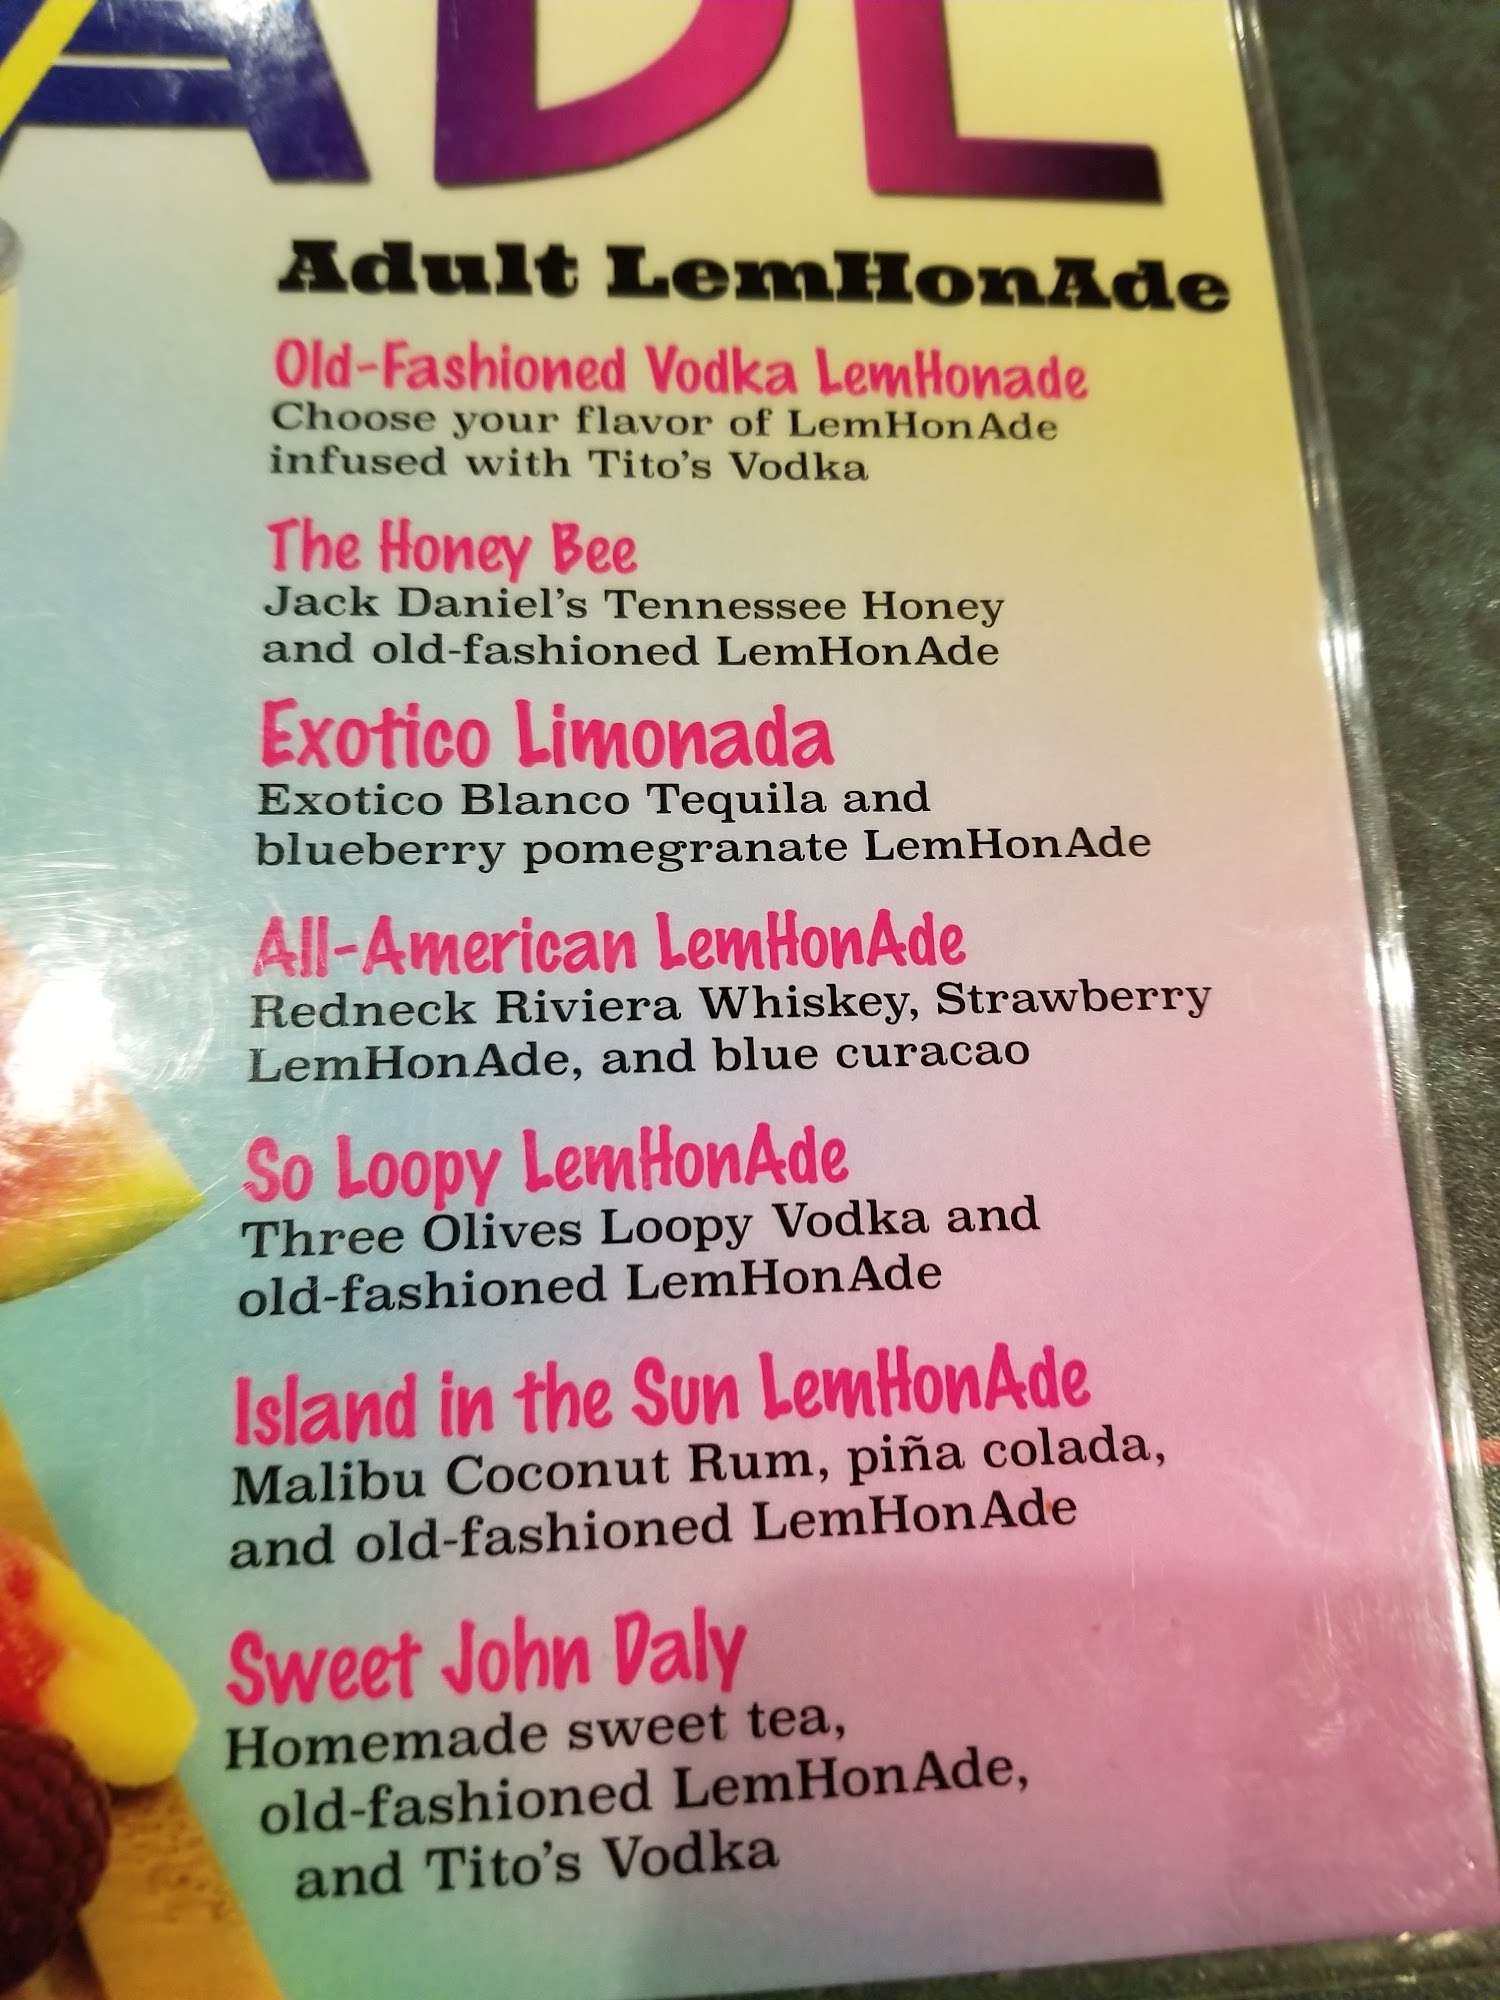 ADE
Adult LemHonAde
Old-Fashioned Vodka LemHonade
Choose your flavor of LemHonAde
infused with Tito's Vodka
The Honey Bee
Jack Daniel's Tennessee Honey
and old-fashioned LemHonAde
Exotico Limonada
Exotico Blanco Tequila and
blueberry pomegranate LemHonAde
All-American LemHonAde
Redneck Riviera Whiskey, Strawberry
LemHonAde, and blue curacao
So Loopy LemHonAde
Three Olives Loopy Vodka and
old-fashioned LemHonAde
Island in the Sun LemHonAde
Malibu Coconut Rum, piña colada,
and old-fashioned LemHonAde
Sweet John Daly
Homemade sweet tea,
old-fashioned LemHonAde,
and Tito's Vodka